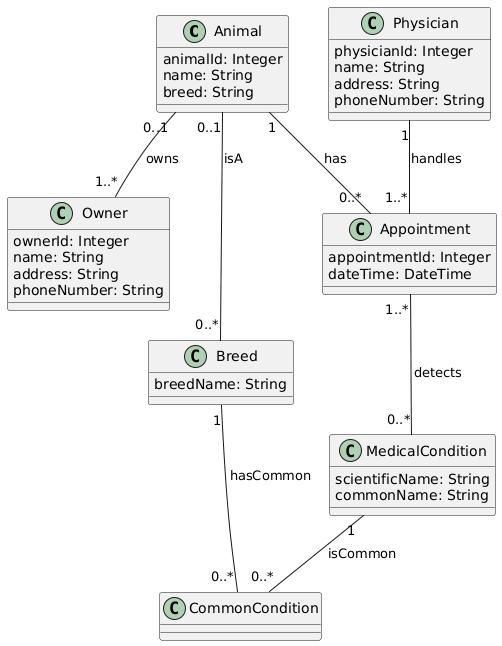 C Animal
animalId: Integer
name: String
breed: String
C Physician
physicianId: Integer
name: String
address: String
phoneNumber: String
0..1
0..1
1
1
owns
isA
has
handles
1..*
0..*
1..*
C Owner
ownerId: Integer
name: String
address: String
phoneNumber: String
C Appointment
appointmentId: Integer
dateTime: DateTime
1..*
0..*
C Breed
breedName: String
detects
0..*
1
C MedicalCondition
scientificName: String
commonName: String
hasCommon
1
isCommon
0..*
0..*
C CommonCondition